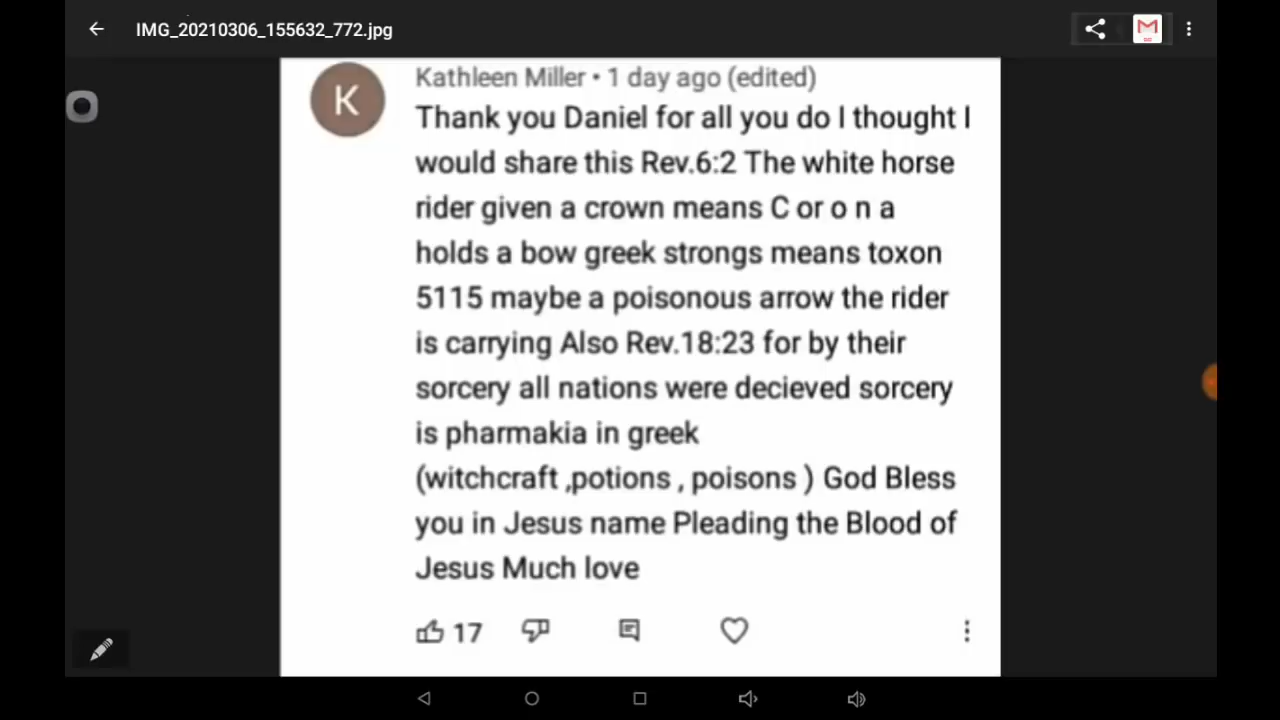 IMG_20210306_155632_772.jpg
K
Kathleen Miller • 1 day ago (edited)
Thank you Daniel for all you do I thought I
would share this Rev.6:2 The white horse
rider given a crown means C or o n a
holds a bow greek strongs means toxon
5115 maybe a poisonous arrow the rider
is carrying Also Rev.18:23 for by their
sorcery all nations were decieved sorcery
is pharmakia in greek
(witchcraft ,potions , poisons ) God Bless
you in Jesus name Pleading the Blood of
Jesus Much love
17